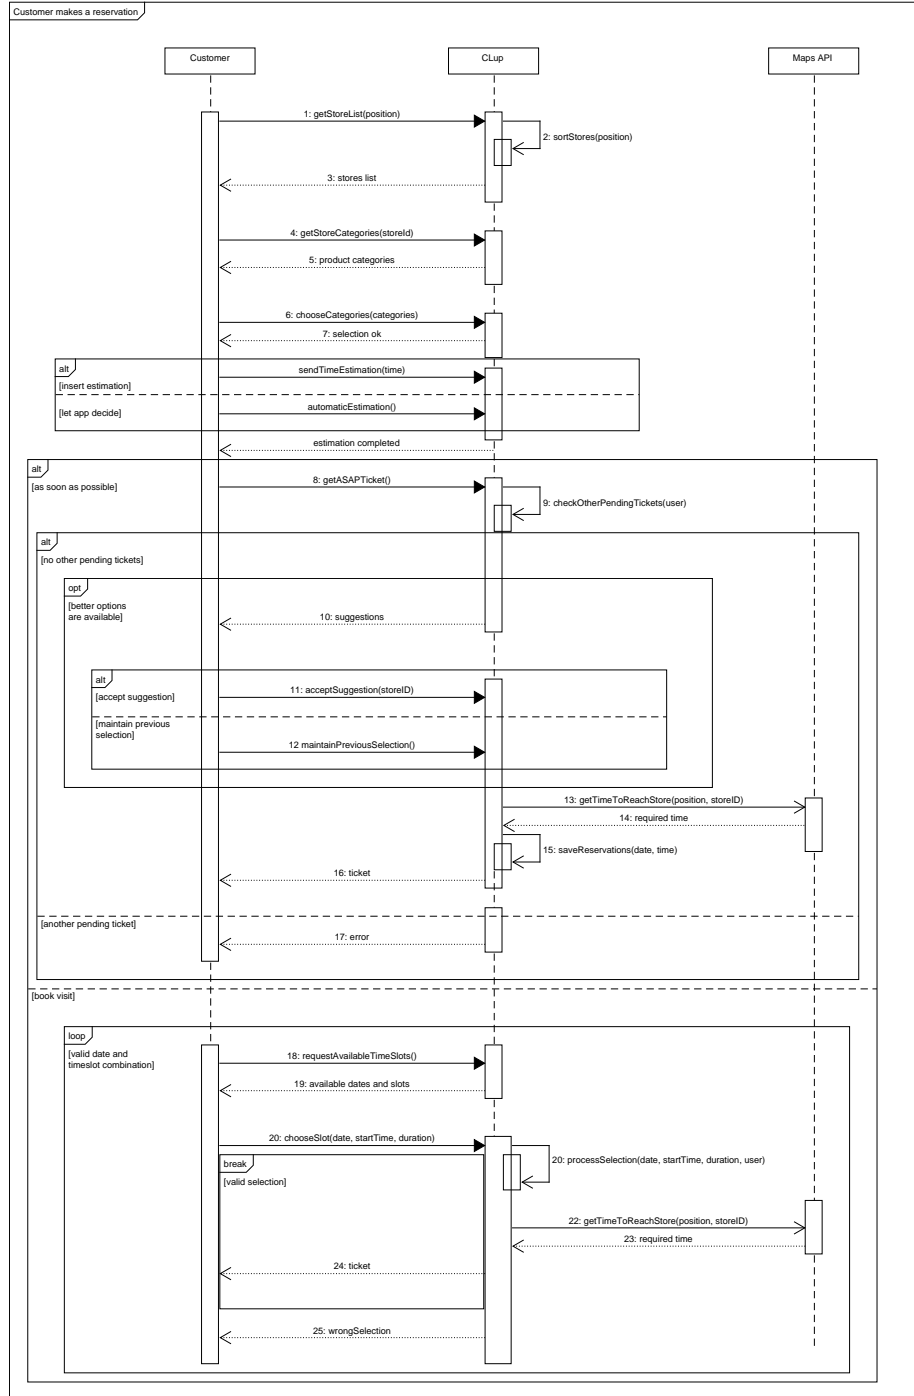 Customer makes a reservation
Customer
CLup
Maps API
1: getStoreList(position)
2: sortStores(position)
3: stores list
4: getStoreCategories(storeId)
5: product categories
6: chooseCategories(categories)
7: selection ok
alt
sendTimeEstimation(time)
[insert estimation]
[let app decide]
automaticEstimation()
estimation completed
alt
[as soon as possible]
8: getASAPTicket()
9: checkOtherPendingTickets(user)
alt
[no other pending tickets]
opt
[better options
are available]
10: suggestions
alt
[accept suggestion]
11: acceptSuggestion(storeID)
[maintain previous
selection]
12 maintainPreviousSelection()
13: getTimeToReachStore(position, storeID)
14: required time
15: saveReservations(date, time)
16: ticket
[another pending ticket]
17: error
[book visit]
loop
[valid date and
timeslot combination]
18: requestAvailableTimeSlots()
19: available dates and slots
20: chooseSlot(date, startTime, duration)
20: processSelection(date, startTime, duration, user)
break
[valid selection]
22: getTimeToReachStore(position, storeID)
23: required time
24: ticket
25: wrongSelection